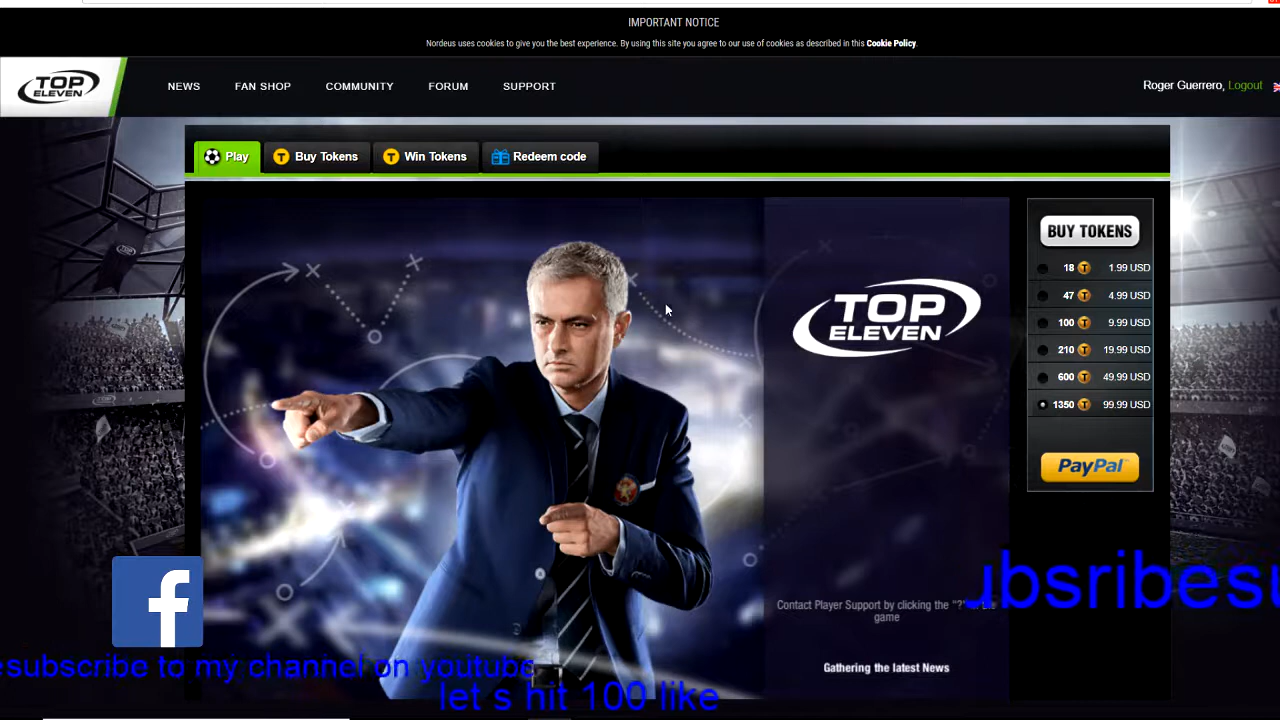 IMPORTANT NOTICE
Nordeus uses cookies to give you the best experience. By using this site you agree to our use of cookies as described in this Cookie Policy.
TOP ELEVEN
NEWS FAN SHOP COMMUNITY FORUM SUPPORT
Roger Guerrero, Logout
Play Buy Tokens Win Tokens Redeem code
BUY TOKENS
18 T 1.99 USD
47 T 4.99 USD
100 T 9.99 USD
210 T 19.99 USD
600 T 49.99 USD
1350 T 99.99 USD
PayPal
TOP
ELEVEN
f
ubsribesu
Contact Player Support by clicking the "?" the
game
Gathering the latest News
esubscribe to my channel on youtube
let s hit 100 like